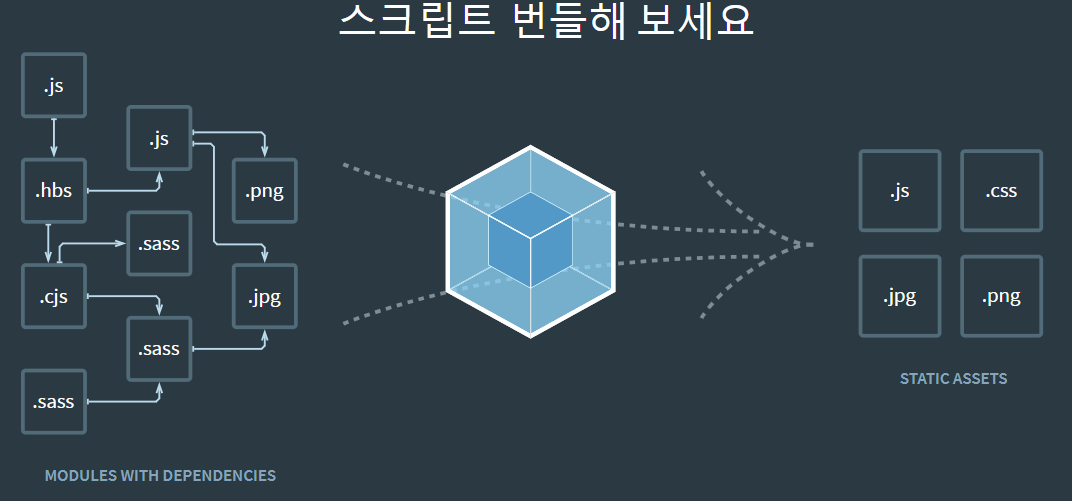 스크립트 번들해 보세요
.js
.js
.hbs
.png
.sass
.cjs
.jpg
.sass
.sass
MODULES WITH DEPENDENCIES
.js .css
.jpg .png
STATIC ASSETS